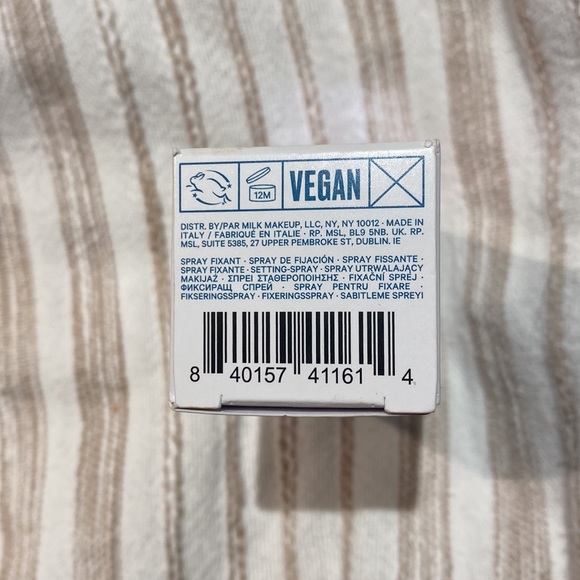 12M
VEGAN
DISTR. BY/PAR MILK MAKEUP, LLC, NY, NY 10012 · MADE IN
ITALY / FABRIQUÉ EN ITALIE · RP. MSL, BL9 5NB. UK. RP.
MSL, SUITE 5385, 27 UPPER PEMBROKE ST, DUBLIN. IE
SPRAY FIXANT · SPRAY DE FIJACIÓN · SPRAY FISSANTE ·
SPRAY FIXANTE · SETTING-SPRAY · SPRAY UTRWALAJĄCY
MAKIJAŻ · ΣΠΡΕΪ ΣΤΑΘΕΡΟΠΟΙΗΣΗΣ · FIXAČNÍ SPREJ ·
ФИКСИРАЩ СПРЕЙ · SPRAY PENTRU FIXARE ·
FIKSERINGSSPRAY · FIXERINGSSPRAY · SABITLEME SPREYI
8 40157 41161 4